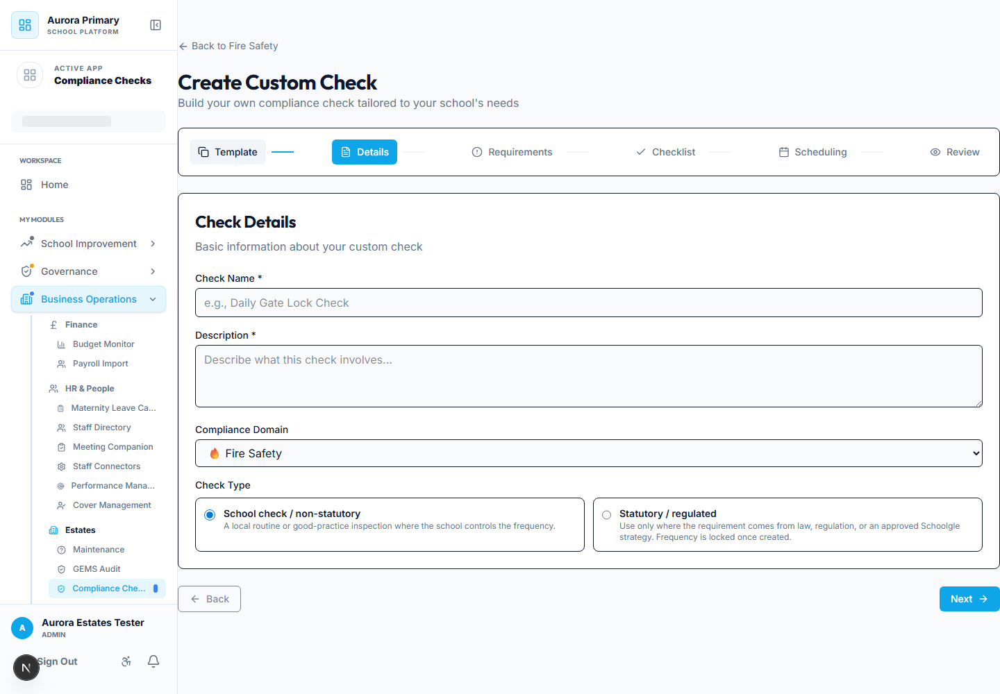 Aurora Primary
SCHOOL PLATFORM
ACTIVE APP
Compliance Checks
WORKSPACE
Home
MY MODULES
School Improvement
Governance
Business Operations
Finance
Budget Monitor
Payroll Import
HR & People
Maternity Leave Ca...
Staff Directory
Meeting Companion
Staff Connectors
Performance Mana...
Cover Management
Estates
Maintenance
GEMS Audit
Compliance Che...
A
Aurora Estates Tester
ADMIN
N
Sign Out
Back to Fire Safety
Create Custom Check
Build your own compliance check tailored to your school's needs
Template
Details
Requirements
Checklist
Scheduling
Review
Check Details
Basic information about your custom check
Check Name *
e.g., Daily Gate Lock Check
Description *
Describe what this check involves...
Compliance Domain
🔥 Fire Safety
Check Type
School check / non-statutory
A local routine or good-practice inspection where the school controls the frequency.
Statutory / regulated
Use only where the requirement comes from law, regulation, or an approved Schoolgle
strategy. Frequency is locked once created.
Back
Next